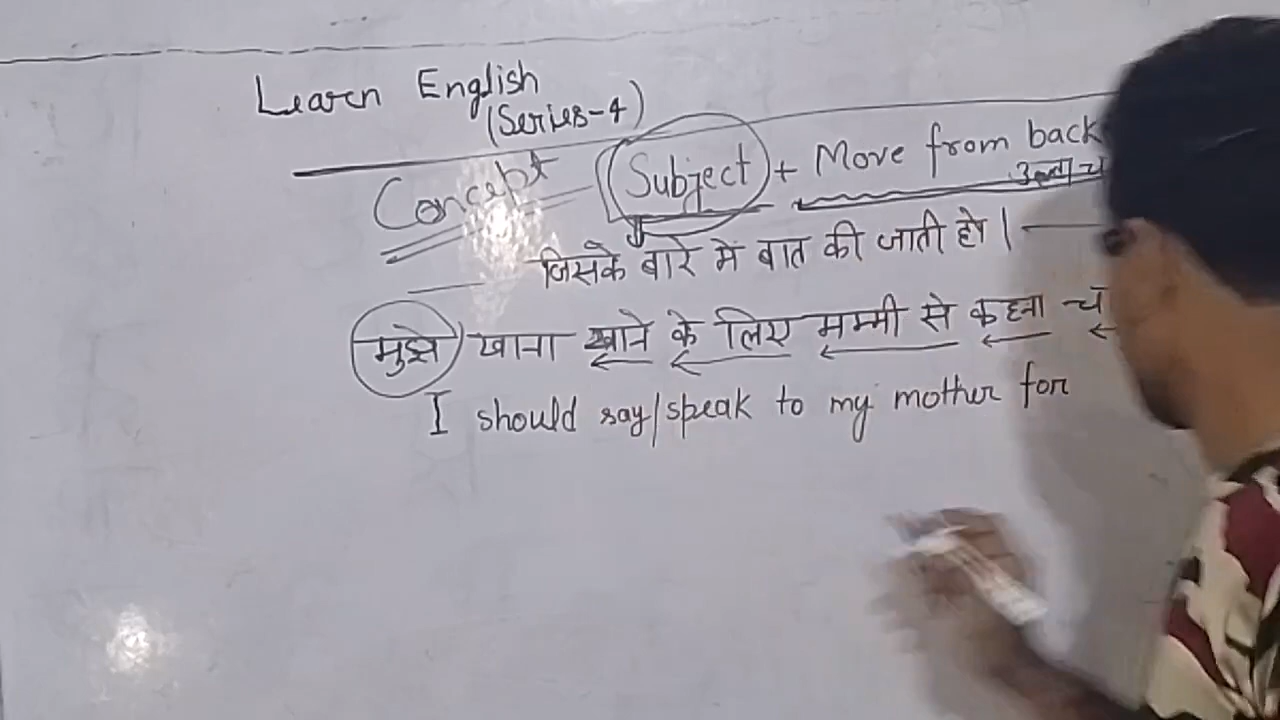 Learn English
(Series-4)
Concept (Subject + Move from back
उल्टा च
जिसके बारे में बात की जाती हो।
मुझे खाना खाने के लिए मम्मी से कहना
I should say/speak to my mother for